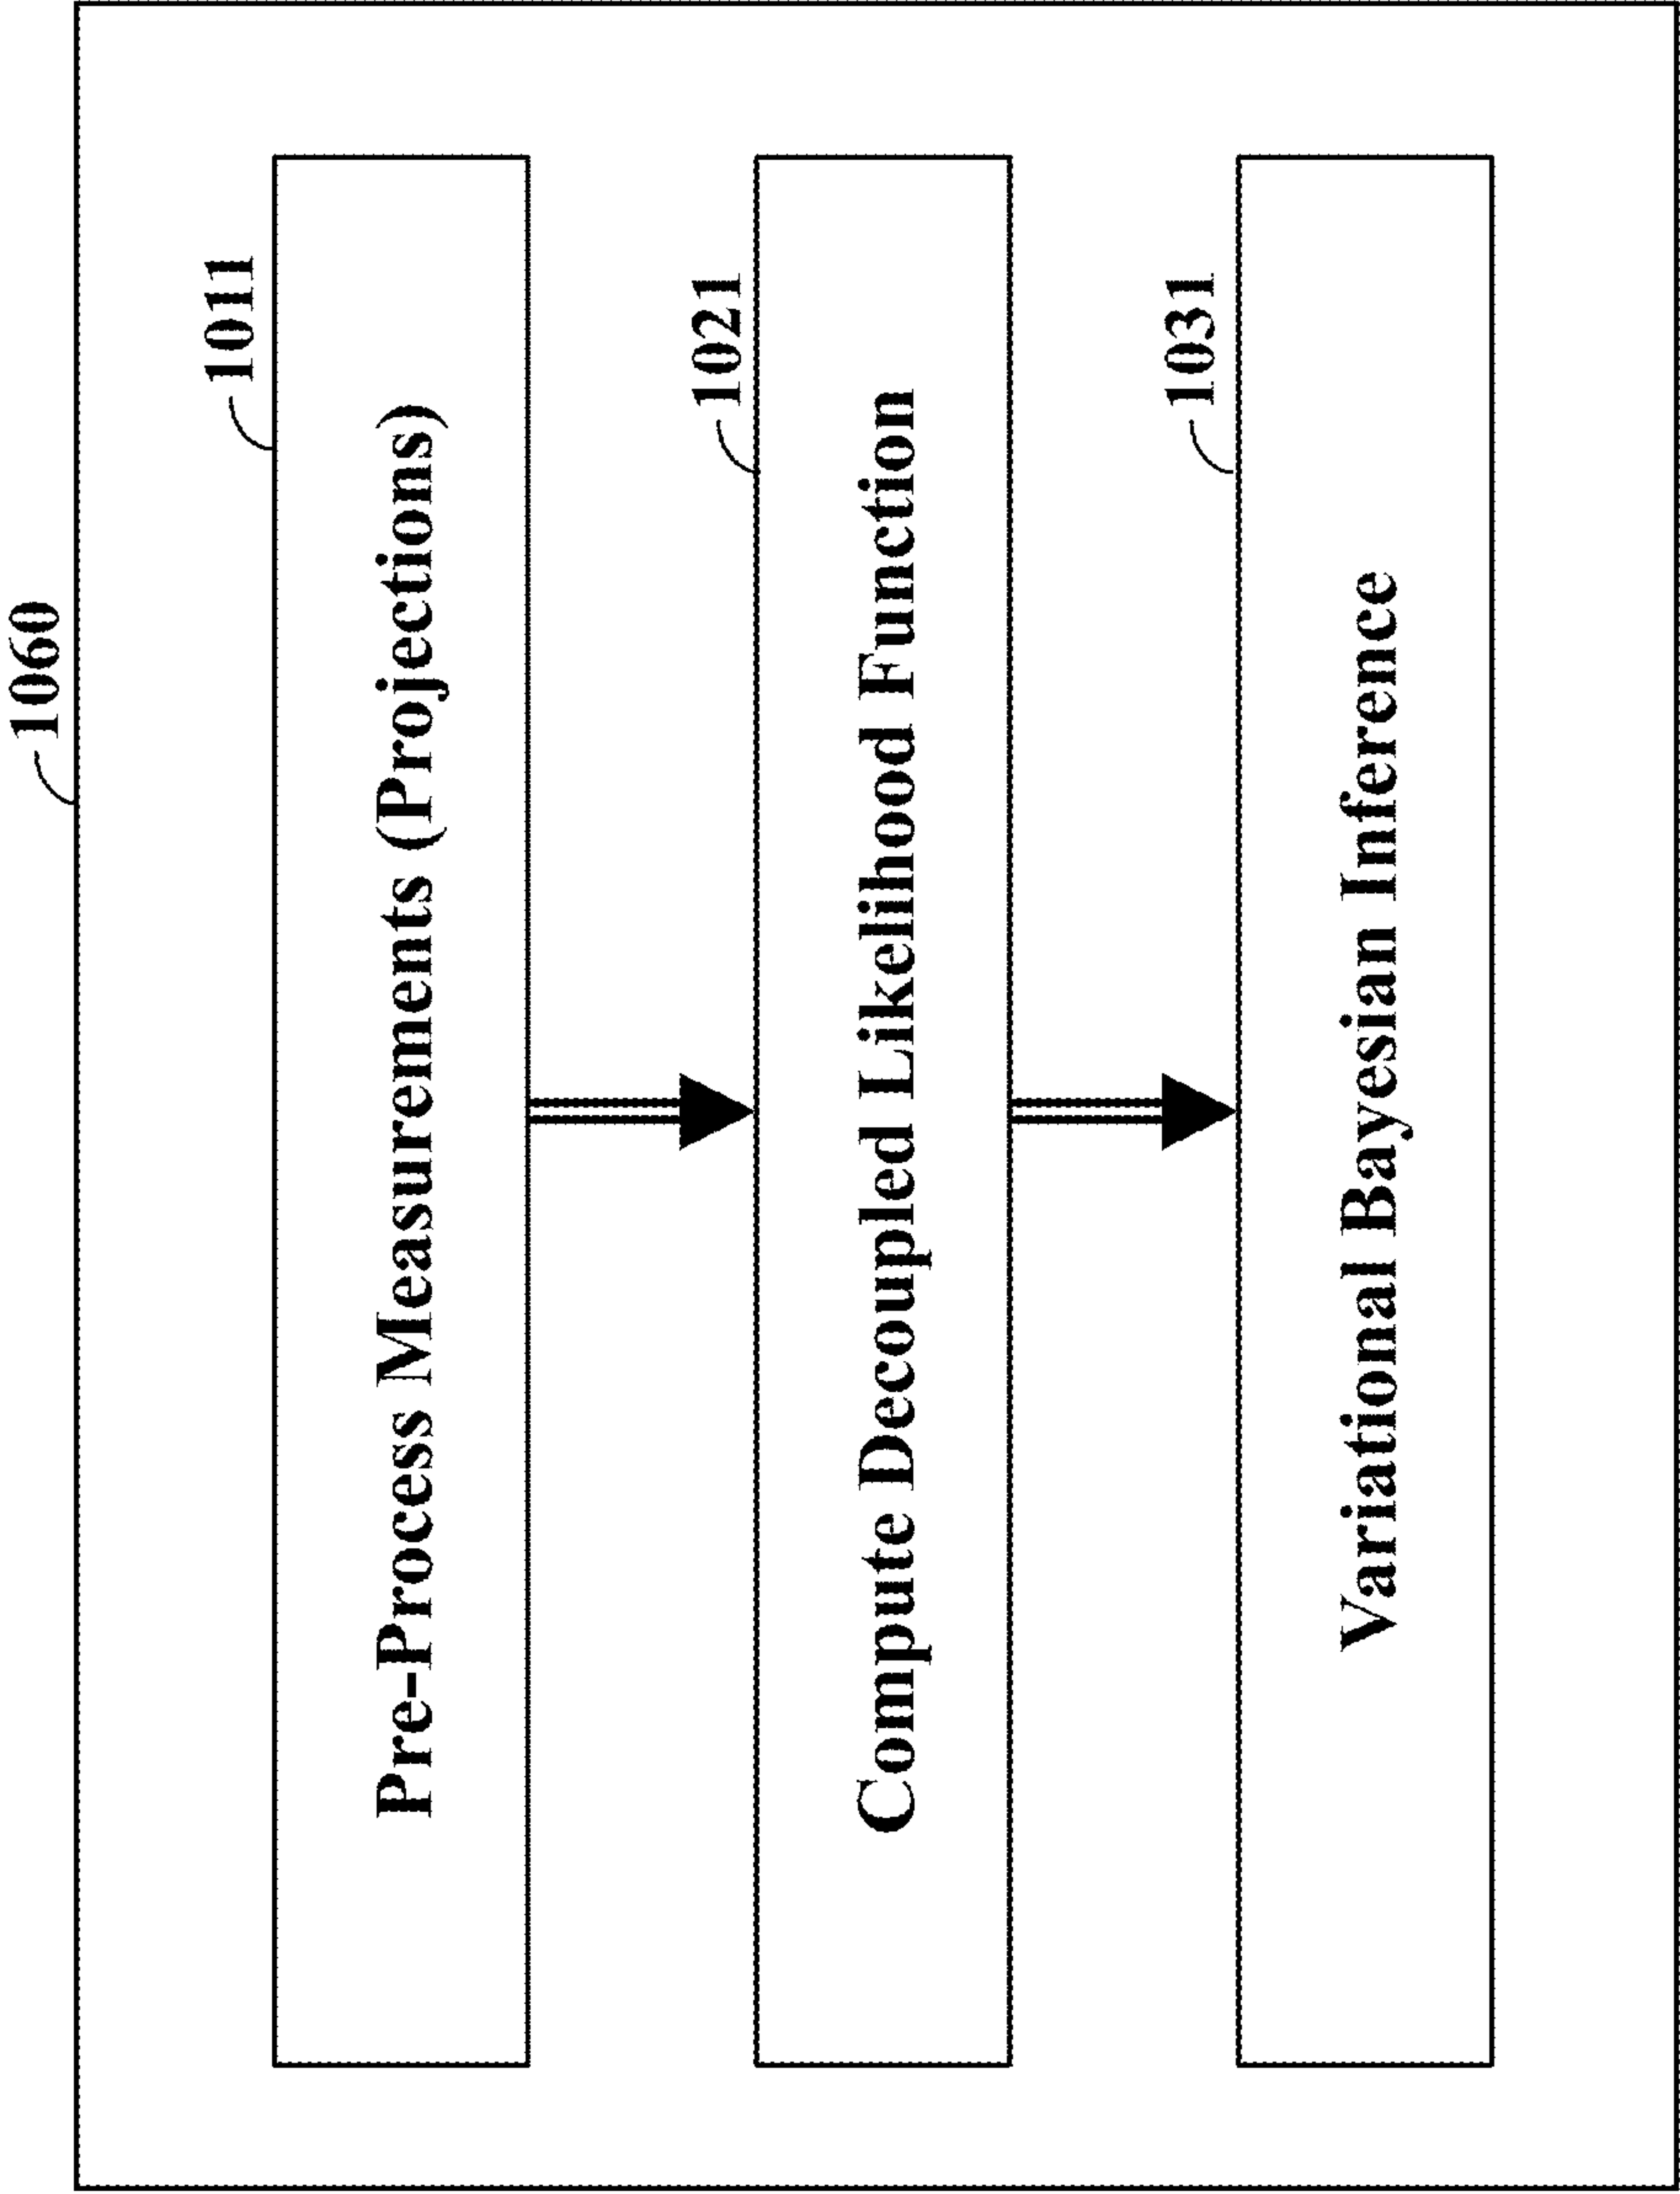 1060
1011
Pre-Process Measurements (Projections)
1021
Compute Decoupled Likelihood Function
1031
Variational Bayesian Inference